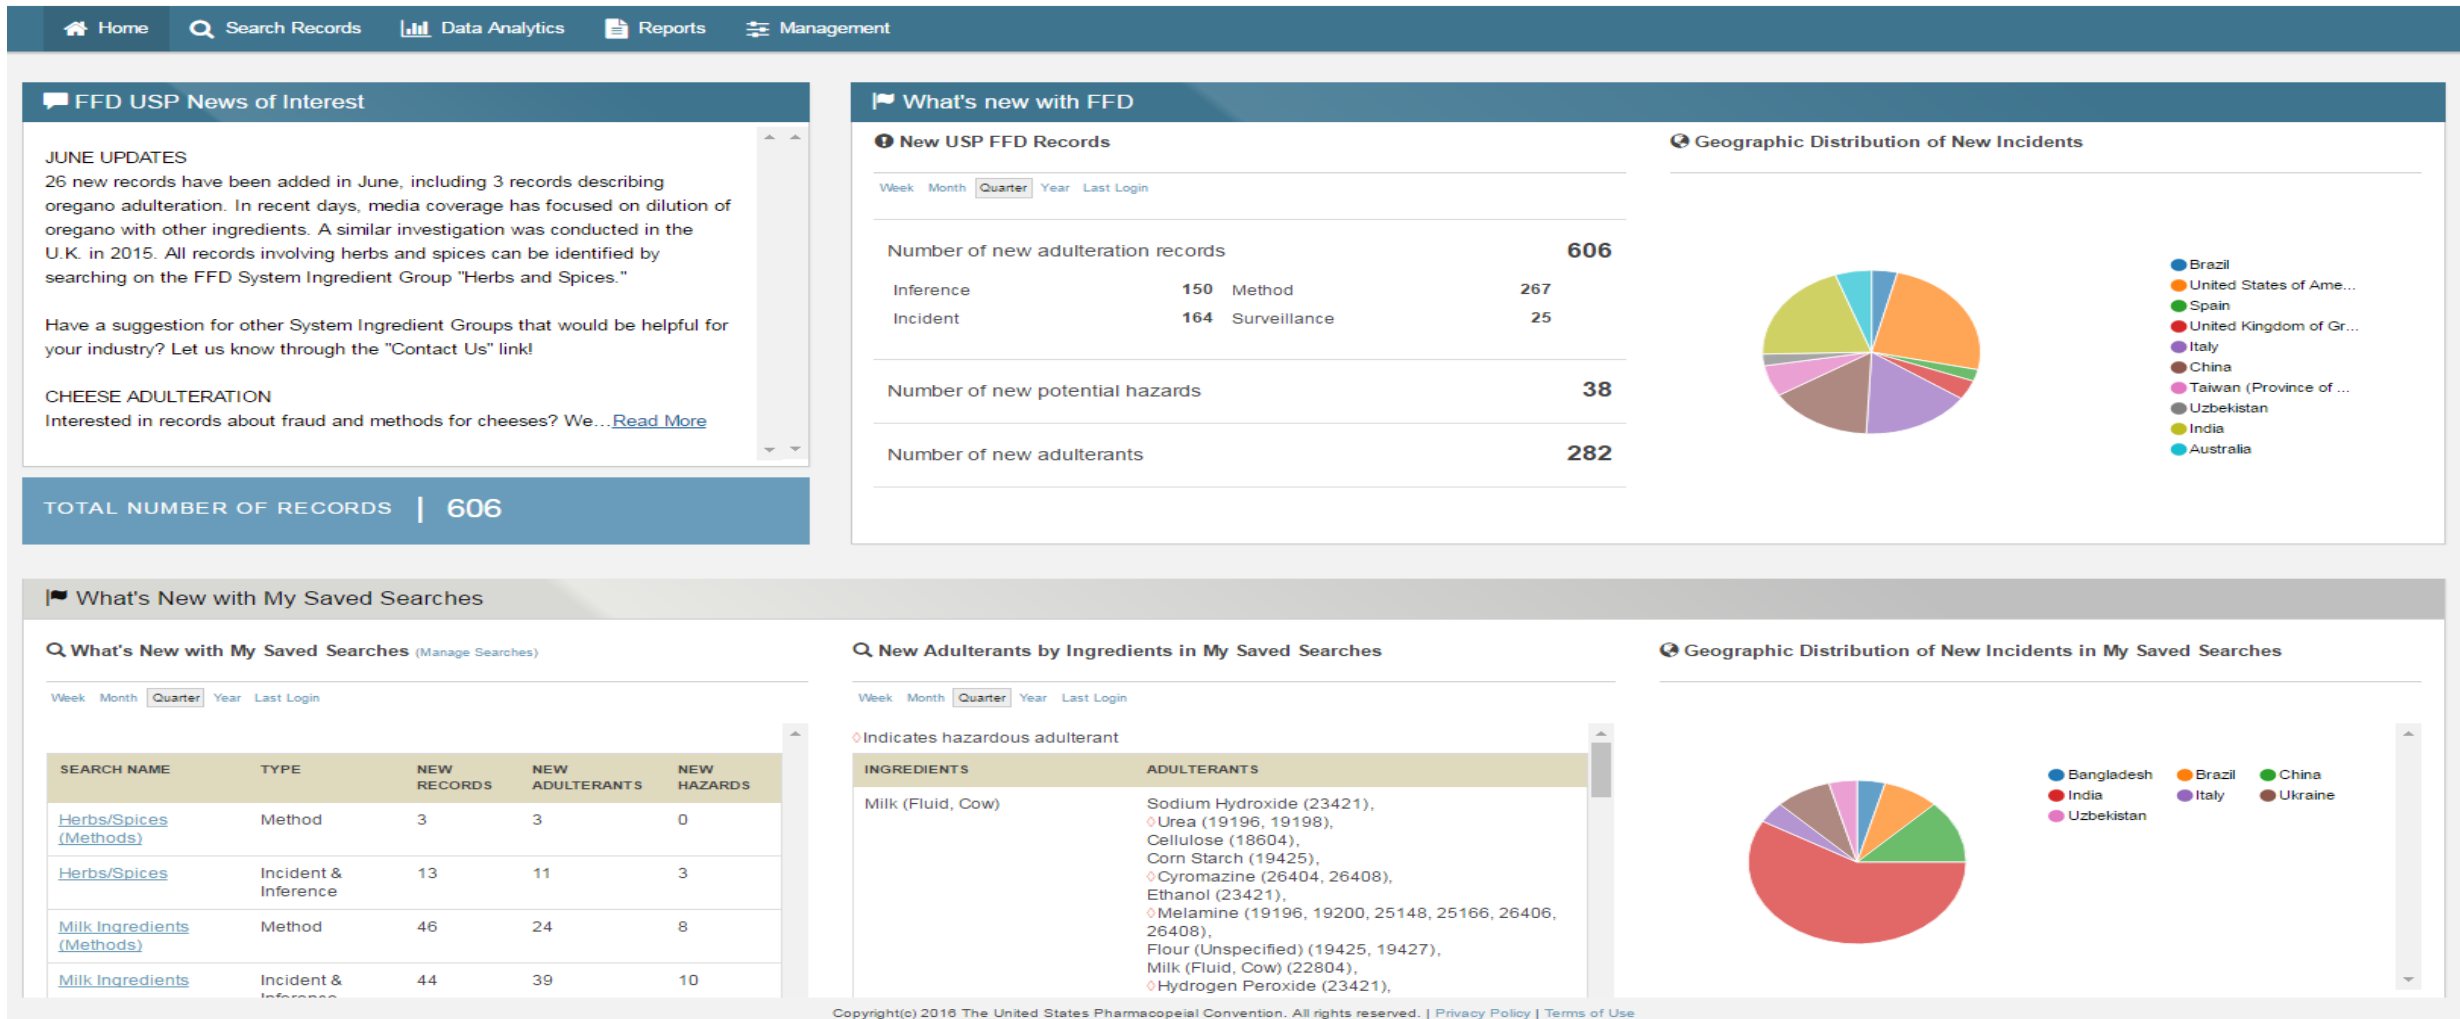 Home Search Records Data Analytics Reports Management
FFD USP News of Interest
JUNE UPDATES
26 new records have been added in June, including 3 records describing
oregano adulteration. In recent days, media coverage has focused on dilution of
oregano with other ingredients. A similar investigation was conducted in the
U.K. in 2015. All records involving herbs and spices can be identified by
searching on the FFD System Ingredient Group "Herbs and Spices."
Have a suggestion for other System Ingredient Groups that would be helpful for
your industry? Let us know through the "Contact Us" link!
CHEESE ADULTERATION
Interested in records about fraud and methods for cheeses? We...Read More
TOTAL NUMBER OF RECORDS | 606
What's new with FFD
New USP FFD Records
Week Month Quarter Year Last Login
Number of new adulteration records 606
Inference 150 Method 267
Incident 164 Surveillance 25
Number of new potential hazards 38
Number of new adulterants 282
Geographic Distribution of New Incidents
Brazil
United States of Ame...
Spain
United Kingdom of Gr...
Italy
China
Taiwan (Province of ...
Uzbekistan
India
Australia
What's New with My Saved Searches
What's New with My Saved Searches (Manage Searches)
Week Month Quarter Year Last Login
SEARCH NAME TYPE NEW RECORDS NEW ADULTERANTS NEW HAZARDS
Herbs/Spices (Methods) Method 3 3 0
Herbs/Spices Incident & Inference 13 11 3
Milk Ingredients (Methods) Method 46 24 8
Milk Ingredients Incident & Inference 44 39 10
New Adulterants by Ingredients in My Saved Searches
Week Month Quarter Year Last Login
◊Indicates hazardous adulterant
INGREDIENTS ADULTERANTS
Milk (Fluid, Cow) Sodium Hydroxide (23421),
◊Urea (19196, 19198),
Cellulose (18604),
Corn Starch (19425),
◊Cyromazine (26404, 26408),
Ethanol (23421),
◊Melamine (19196, 19200, 25148, 25166, 26406,
26408),
Flour (Unspecified) (19425, 19427),
Milk (Fluid, Cow) (22804),
◊Hydrogen Peroxide (23421),
Geographic Distribution of New Incidents in My Saved Searches
Bangladesh Brazil China
India Italy Ukraine
Uzbekistan
Copyright(c) 2016 The United States Pharmacopeial Convention. All rights reserved. | Privacy Policy | Terms of Use